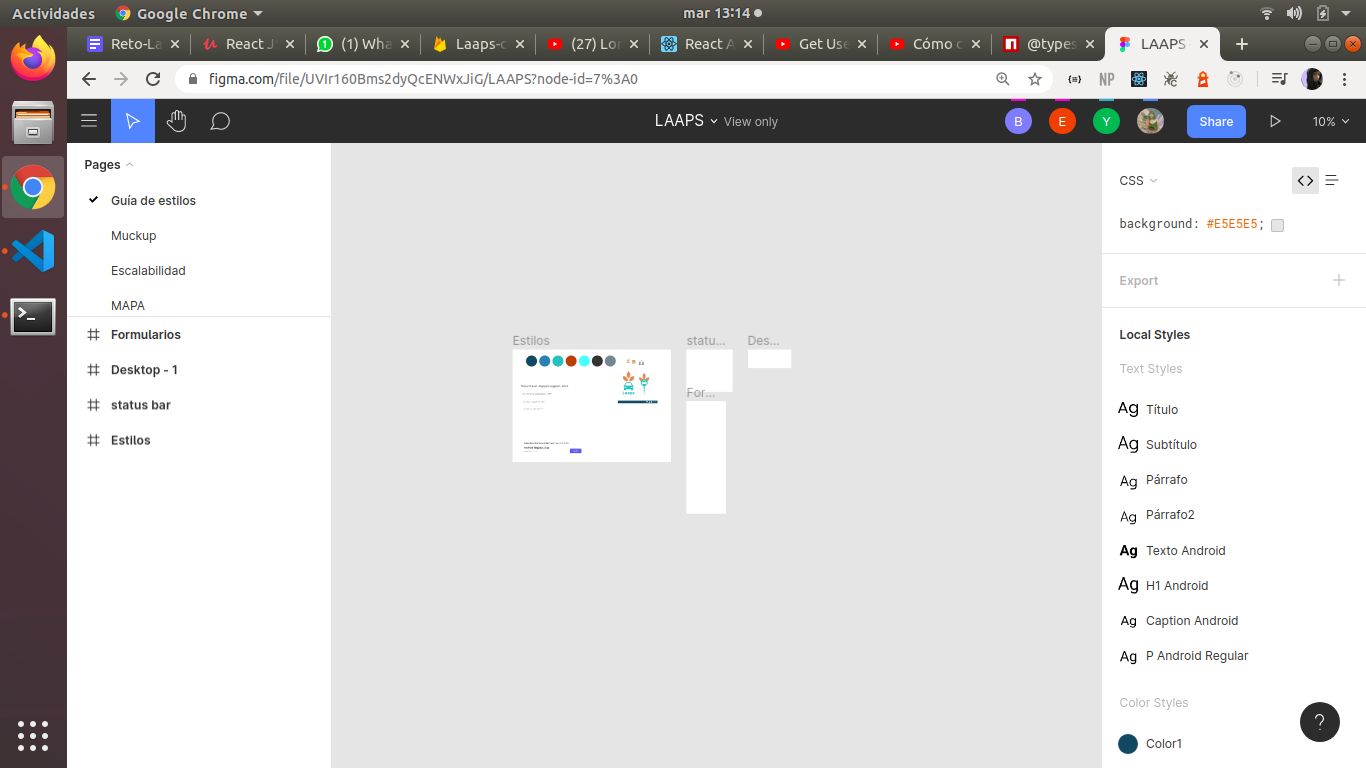 Actividades
Google Chrome
mar 13:14
Reto-La
React J
(1) Wha
Laaps-c
(27) Lor
React A
Get Use
Cómo c
@types
LAAPS
figma.com/file/UVIr160Bms2dyQcENWxJiG/LAAPS?node-id=7%3A0
NP
LAAPS
View only
B
E
Y
Share
10%
Pages
Guía de estilos
Muckup
Escalabilidad
MAPA
Formularios
Desktop - 1
status bar
Estilos
Estilos
statu...
Des...
For...
CSS
background: #E5E5E5;
Export
Local Styles
Text Styles
Ag Título
Ag Subtítulo
Ag Párrafo
Ag Párrafo2
Ag Texto Android
Ag H1 Android
Ag Caption Android
Ag P Android Regular
Color Styles
Color1
?